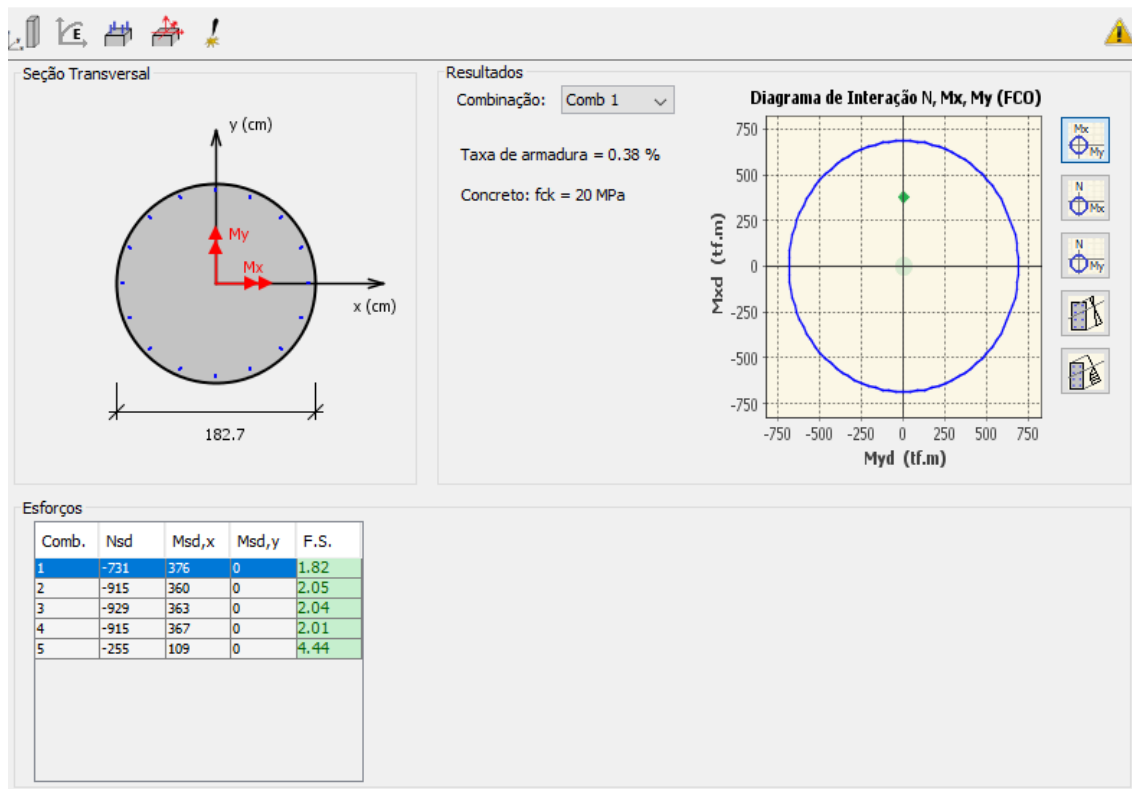 E
Seção Transversal
y (cm)
My
Mx
x (cm)
182.7
Resultados
Combinação: Comb 1
Taxa de armadura = 0.38 %
Concreto: fck = 20 MPa
Diagrama de Interação N, Mx, My (FCO)
750
500
250
0
-250
-500
-750
Mxd (tf.m)
-750 -500 -250 0 250 500 750
Myd (tf.m)
Mx
My
N
Mx
N
My
Esforços
Comb. Nsd Msd,x Msd,y F.S.
1 -731 376 0 1.82
2 -915 360 0 2.05
3 -929 363 0 2.04
4 -915 367 0 2.01
5 -255 109 0 4.44